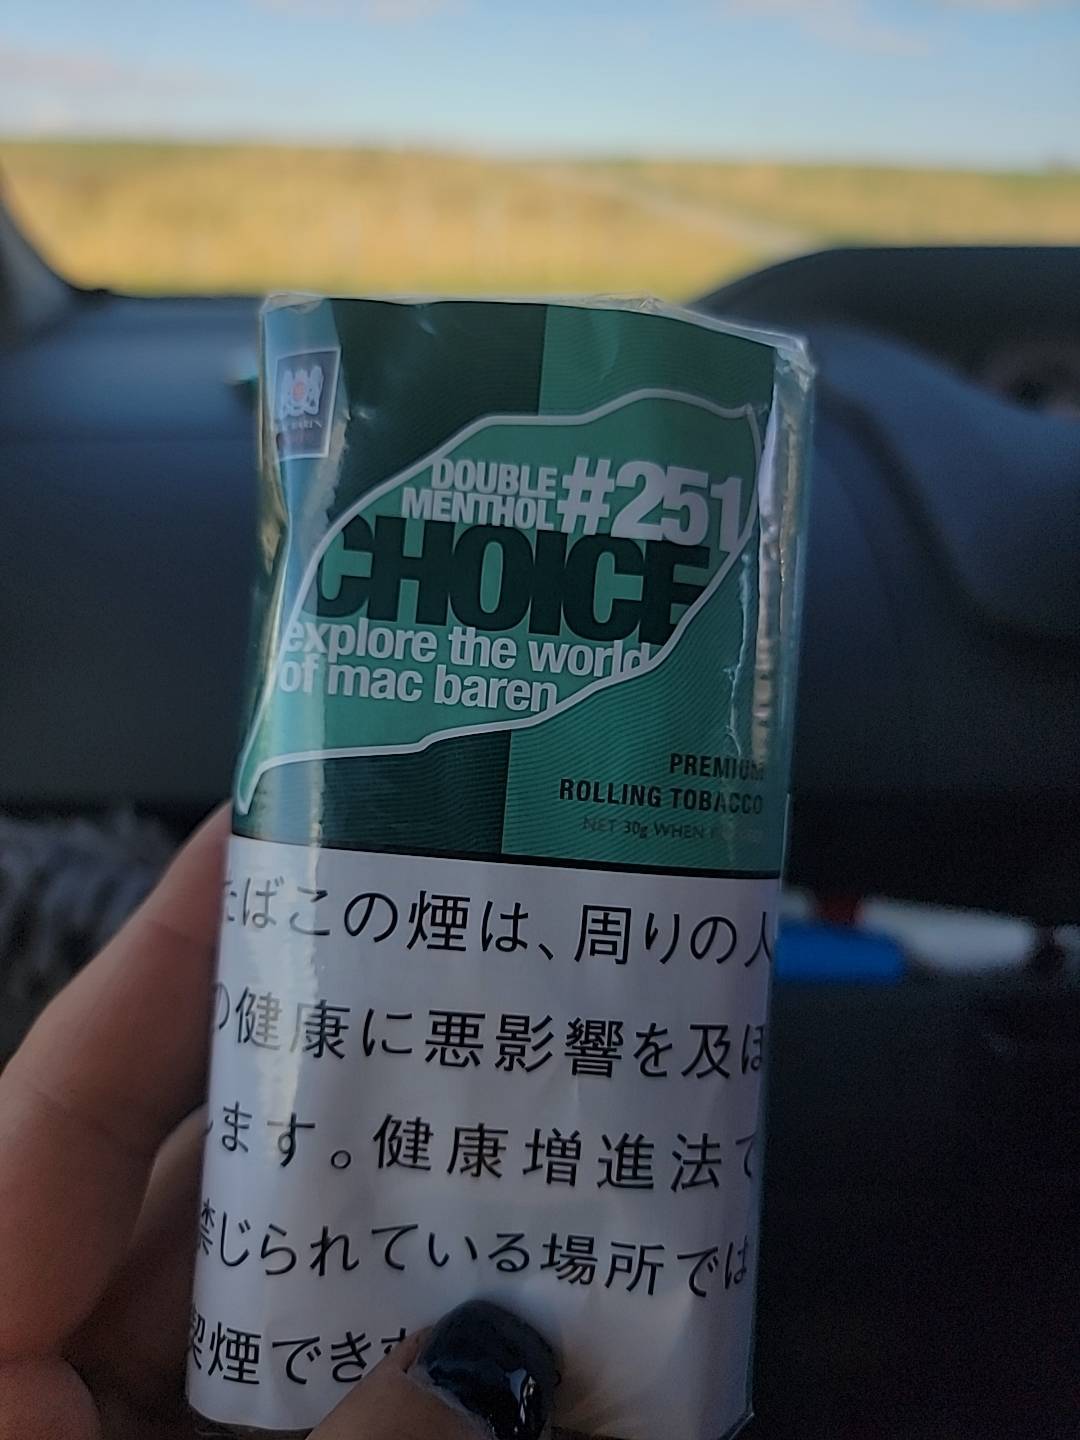 DOUBLE
MENTHOL #251
CHOICE
explore the world
of mac baren
PREMIUM
ROLLING TOBACCO
NET 30g WHEN
たばこの煙は、周りの人
の健康に悪影響を及ぼ
します。健康増進法で
禁じられている場所では
喫煙でき